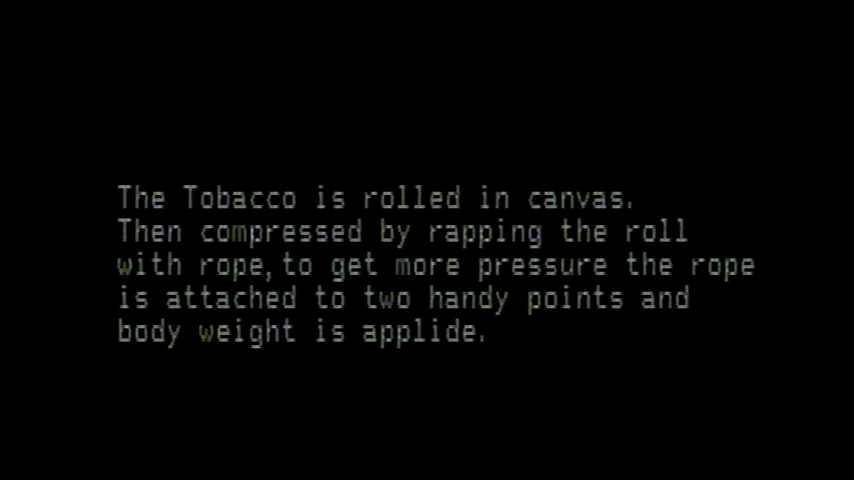 The Tobacco is rolled in canvas.
Then compressed by rapping the roll
with rope, to get more pressure the rope
is attached to two handy points and
body weight is applide.